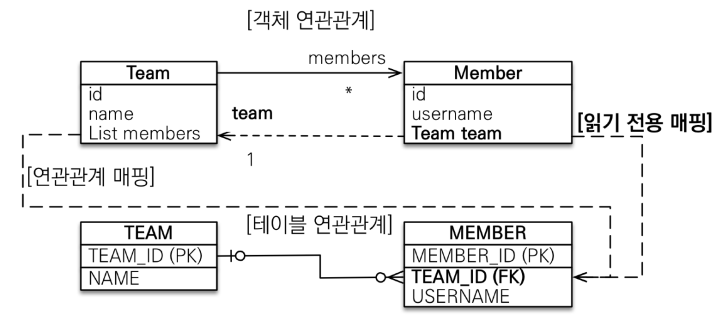 [객체 연관관계]
members
Team
Member
id
name
List members
*
team
id
username
Team team
[읽기 전용 매핑]
1
[연관관계 매핑]
[테이블 연관관계]
TEAM
TEAM_ID (PK)
NAME
MEMBER
MEMBER_ID (PK)
TEAM_ID (FK)
USERNAME